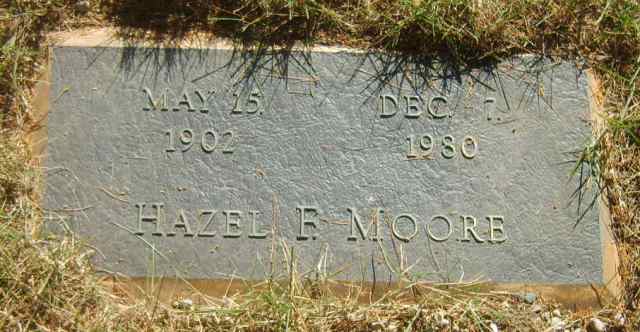 MAY 15, DEC. 7,
1902 1980
HAZEL F. MOORE